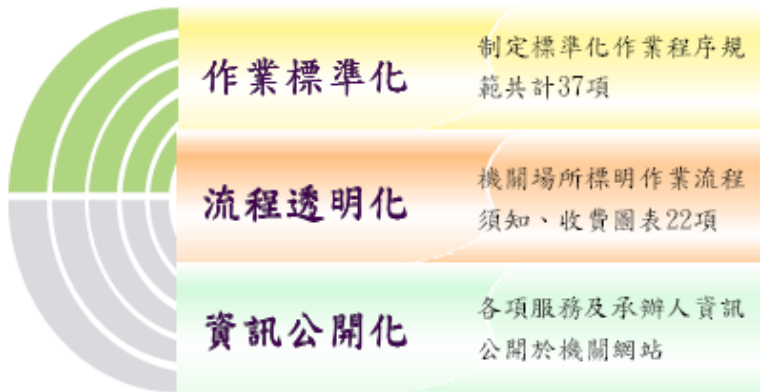 作業標準化
制定標準化作業程序規
範共計37項
流程透明化
機關場所標明作業流程
須知、收費圖表22項
資訊公開化
各項服務及承辦人資訊
公開於機關網站